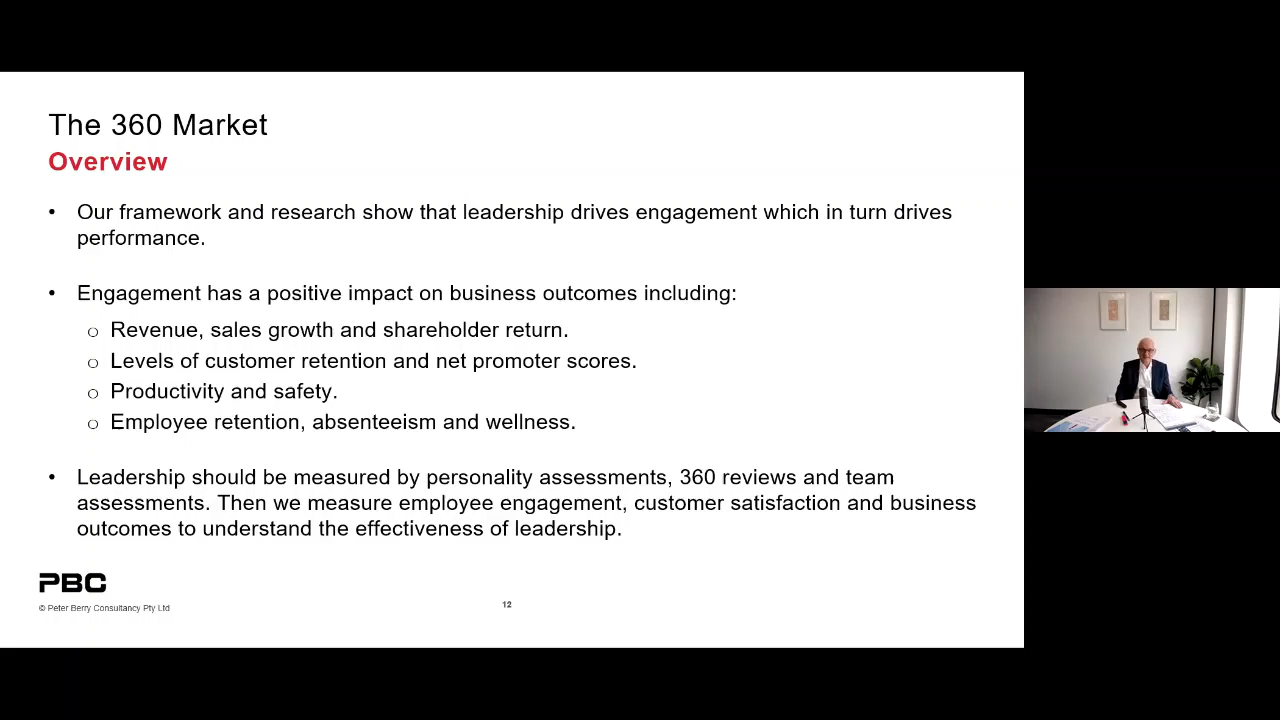 The 360 Market
Overview
• Our framework and research show that leadership drives engagement which in turn drives
performance.
• Engagement has a positive impact on business outcomes including:
o Revenue, sales growth and shareholder return.
o Levels of customer retention and net promoter scores.
o Productivity and safety.
o Employee retention, absenteeism and wellness.
• Leadership should be measured by personality assessments, 360 reviews and team
assessments. Then we measure employee engagement, customer satisfaction and business
outcomes to understand the effectiveness of leadership.
PBC
© Peter Berry Consultancy Pty Ltd
12